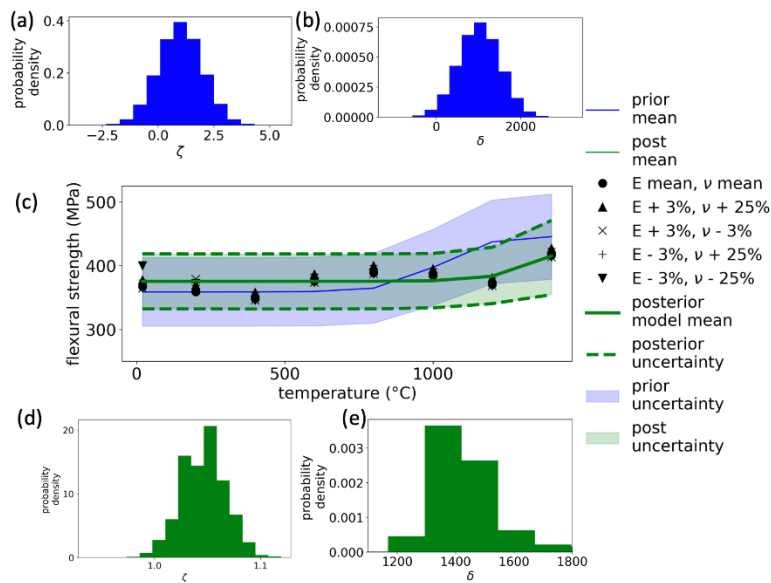 (a)
0.4
0.2
0.0
probability
density
−2.5
0.0
2.5
5.0
ζ
(b)
0.00075
0.00050
0.00025
0.00000
probability
density
0
2000
δ
(c)
500
400
300
flexural strength (MPa)
0
500
1000
temperature (°C)
prior
mean
post
mean
E mean, ν mean
E + 3%, ν + 25%
E + 3%, ν - 3%
E - 3%, ν + 25%
E - 3%, ν - 25%
posterior
model mean
posterior
uncertainty
prior
uncertainty
post
uncertainty
(d)
20
10
0
probability
density
1.0
1.1
ζ
(e)
0.003
0.002
0.001
0.000
probability
density
1200
1400
1600
1800
δ